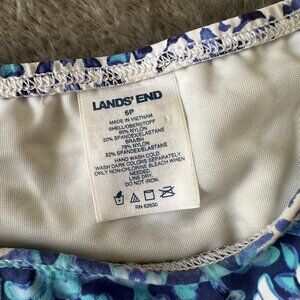 LANDS' END
6P
MADE IN VIETNAM
SHELL/OBERSTOFF
80% NYLON
20% SPANDEX/ELASTANE
BRA/BH
78% NYLON
22% SPANDEX/ELASTANE
HAND WASH COLD.
WASH DARK COLORS SEPARATELY.
ONLY NON-CHLORINE BLEACH WHEN
NEEDED.
LINE DRY.
DO NOT IRON.
RN 62830